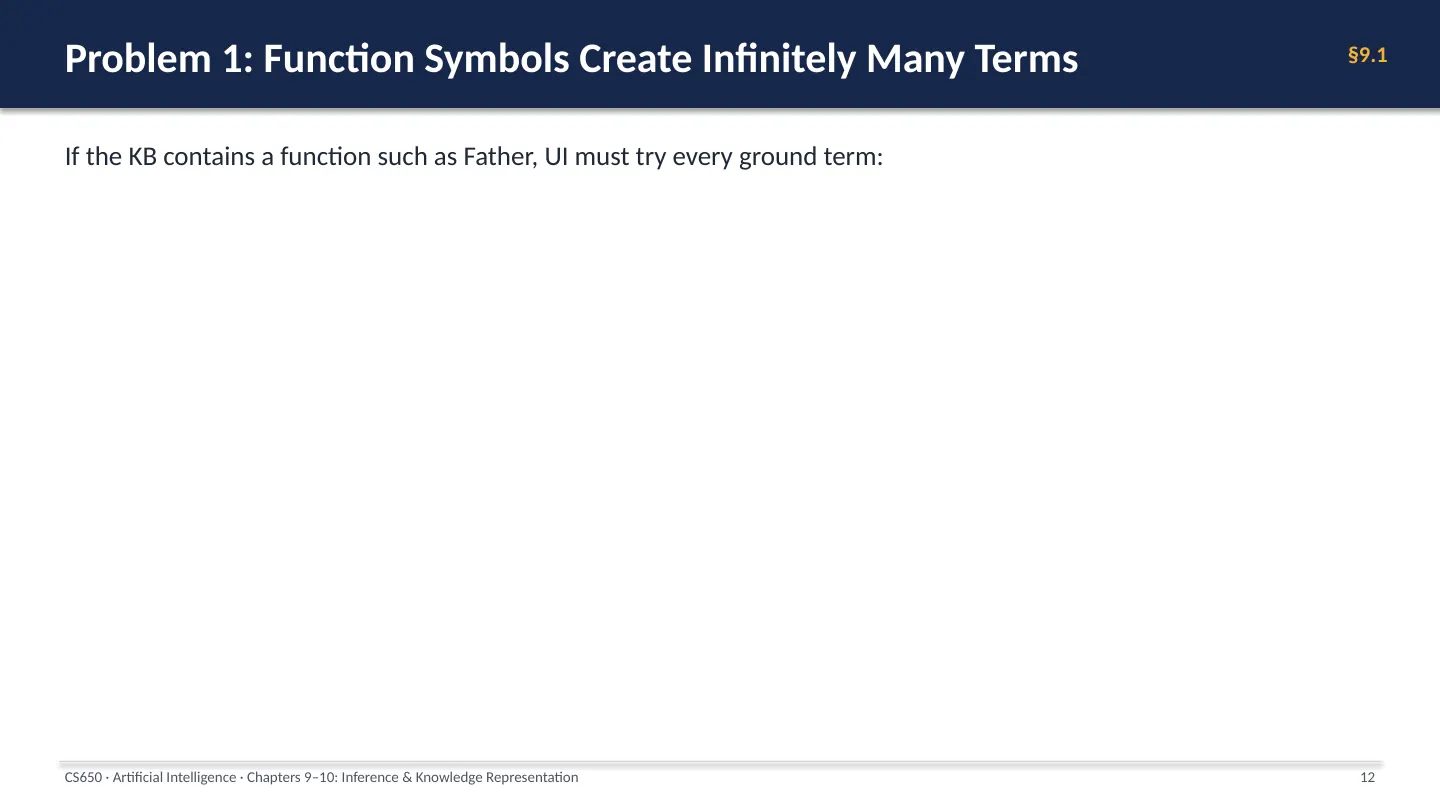 Problem 1: Function Symbols Create Infinitely Many Terms
§9.1
If the KB contains a function such as Father, UI must try every ground term:
CS650 · Artificial Intelligence · Chapters 9–10: Inference & Knowledge Representation
12